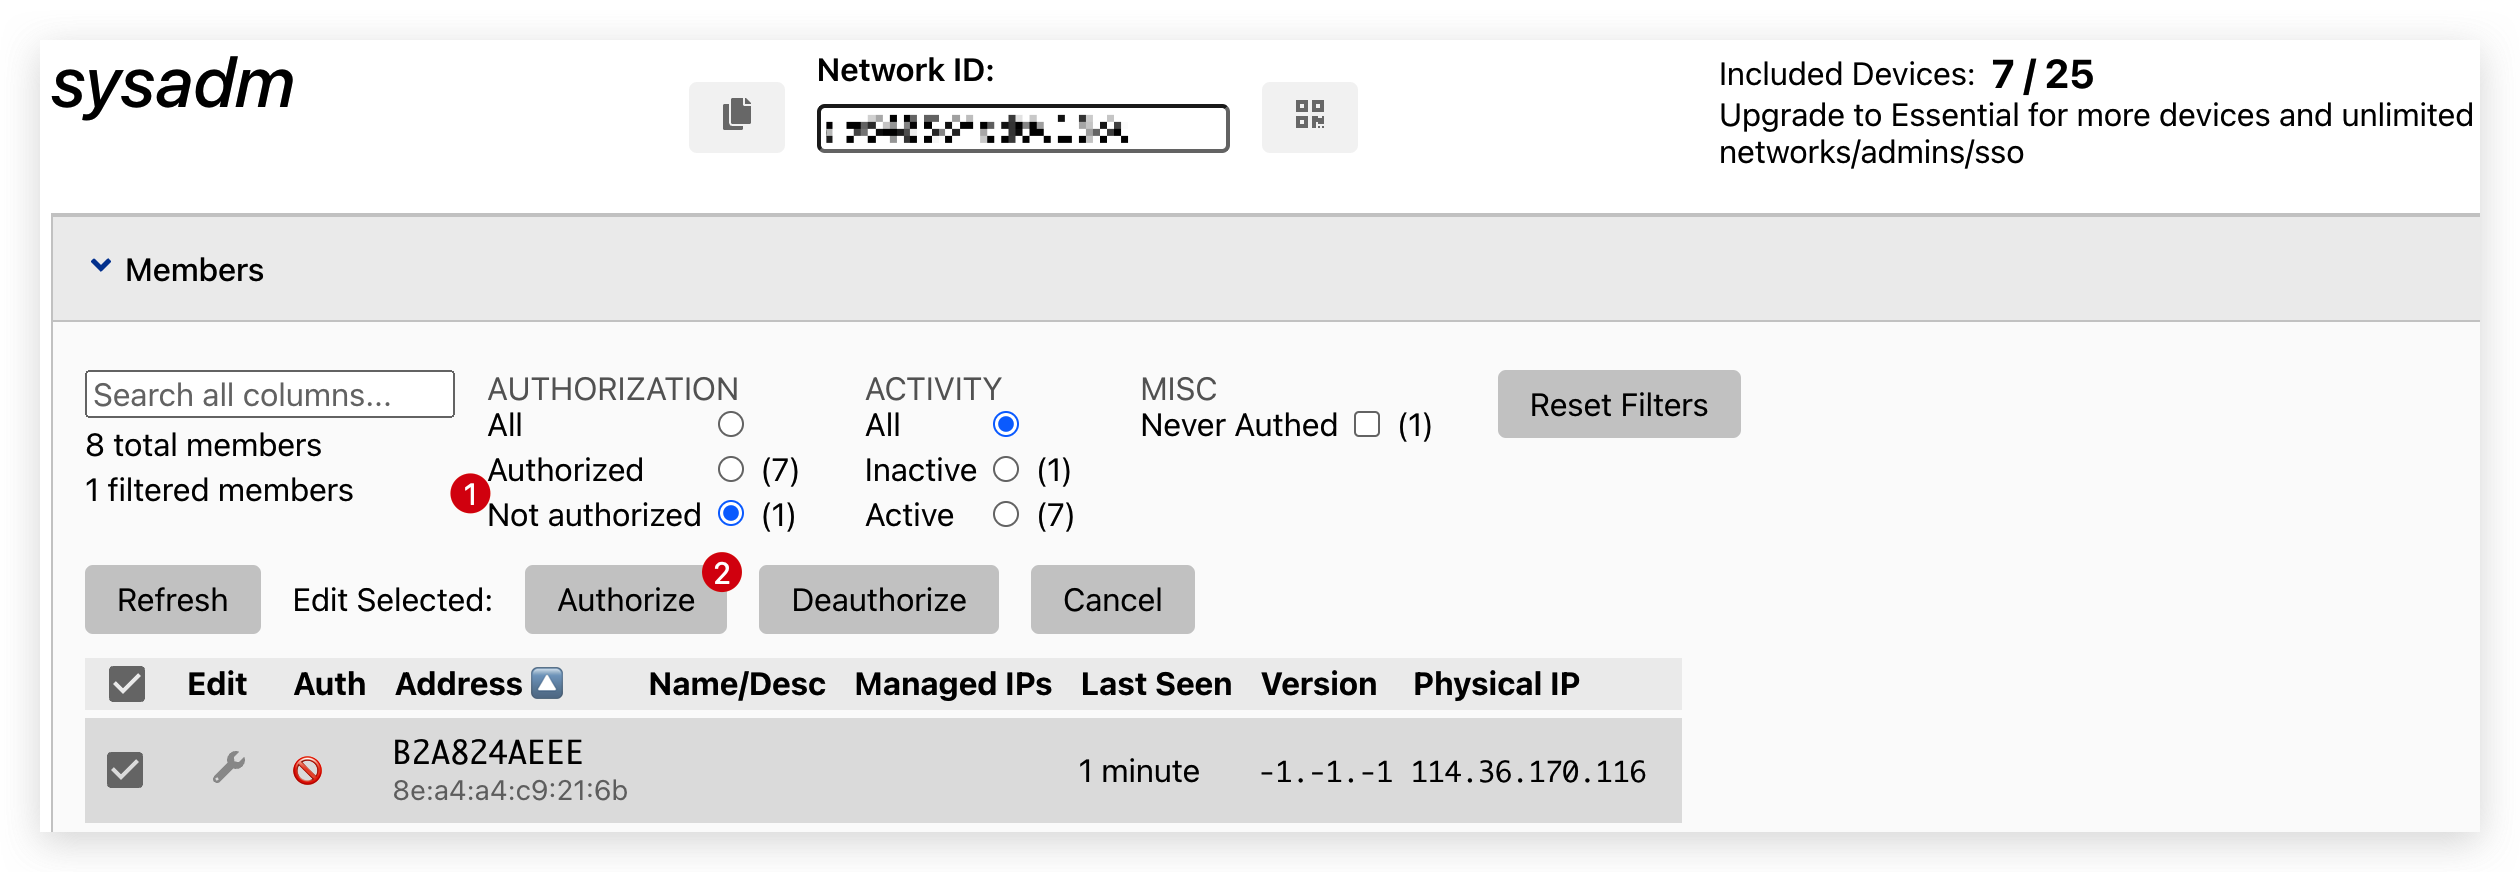 sysadm
Network ID:
Included Devices: 7 / 25
Upgrade to Essential for more devices and unlimited
networks/admins/sso
Members
Search all columns...
8 total members
1 filtered members
AUTHORIZATION
All
Authorized (7)
1
Not authorized (1)
ACTIVITY
All
Inactive (1)
Active (7)
MISC
Never Authed (1)
Reset Filters
Refresh Edit Selected: Authorize 2 Deauthorize Cancel
Edit Auth Address Name/Desc Managed IPs Last Seen Version Physical IP
B2A824AEEE
8e:a4:a4:c9:21:6b
1 minute -1.-1.-1 114.36.170.116